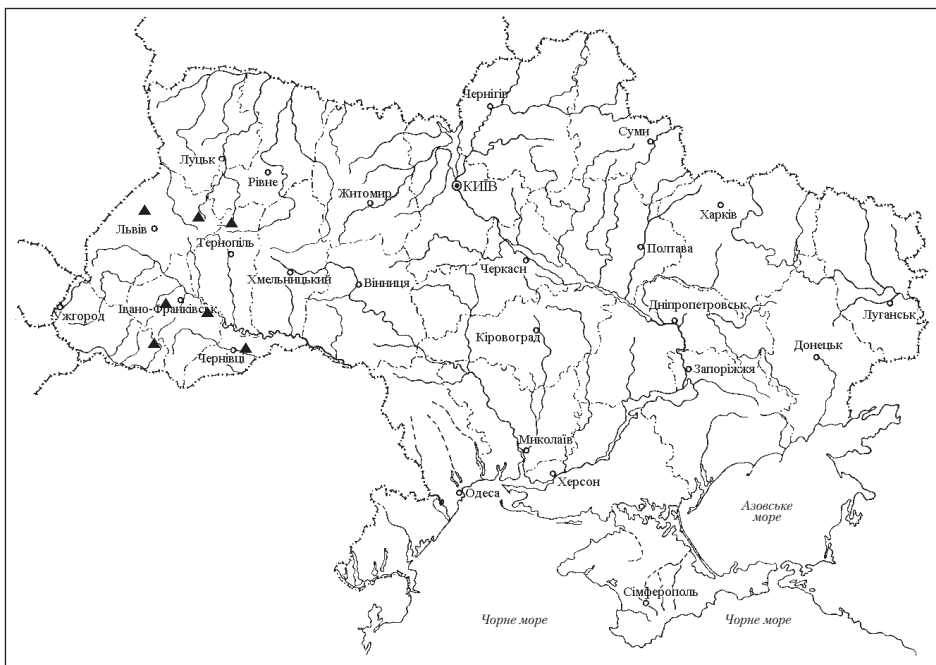 Чернігів
Суми
Луцьк
Рівне
Житомир
КИЇВ
Харків
Львів
Тернопіль
Полтава
Хмельницький
Вінниця
Черкаси
Ужгород
Івано-Франківськ
Дніпропетровськ
Луганськ
Кіровоград
Донецьк
Чернівці
Запоріжжя
Миколаїв
Херсон
Одеса
Азовське
море
Сімферополь
Чорне море
Чорне море